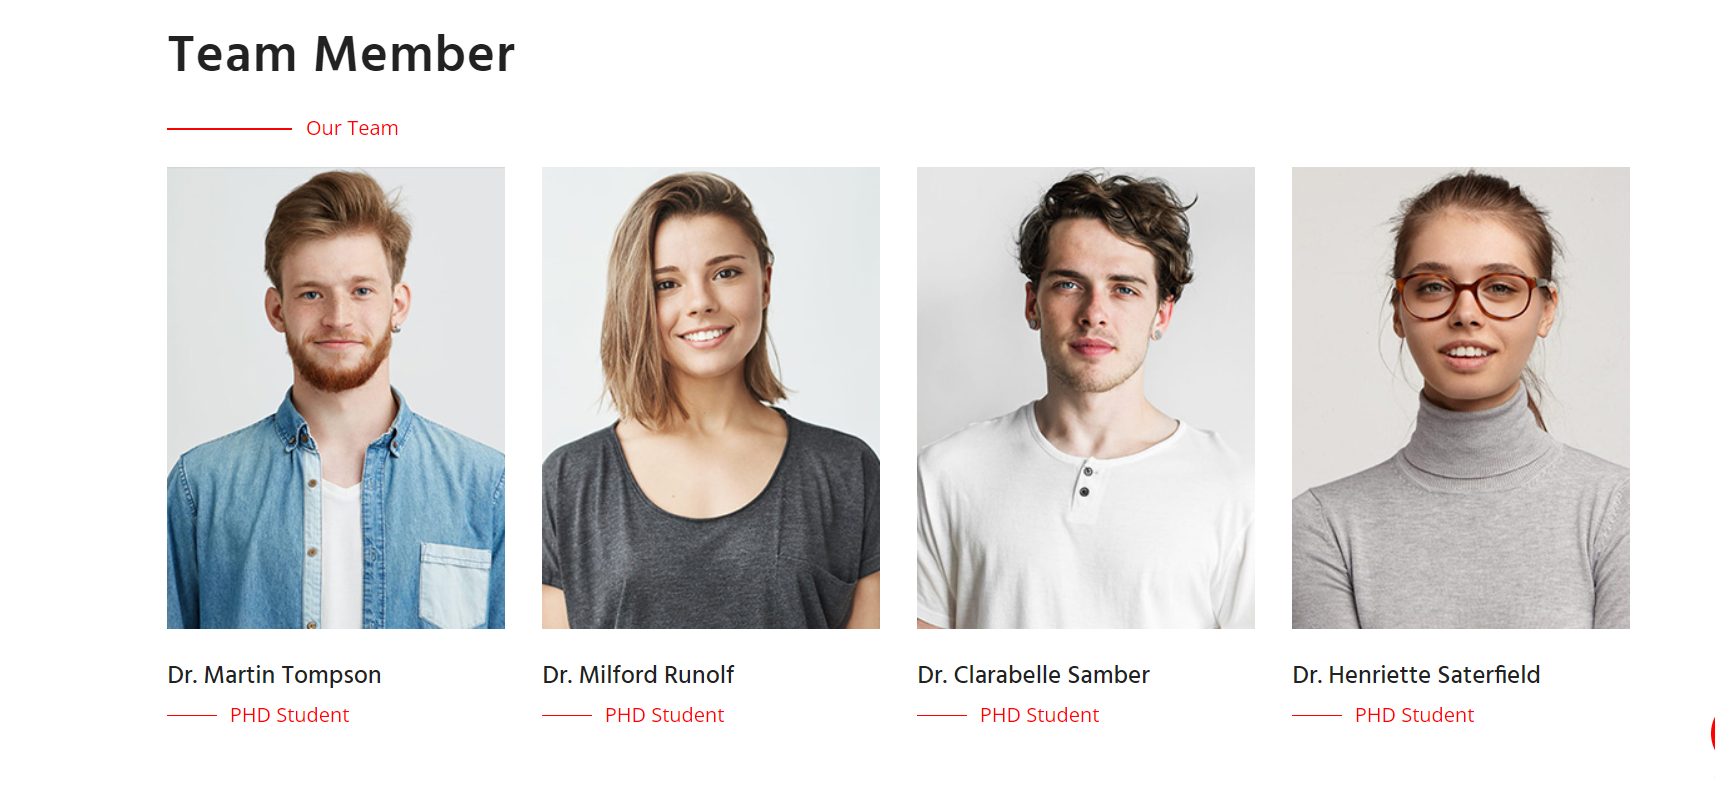 Team Member
Our Team
Dr. Martin Tompson
PHD Student
Dr. Milford Runolf
PHD Student
Dr. Clarabelle Samber
PHD Student
Dr. Henriette Saterfield
PHD Student